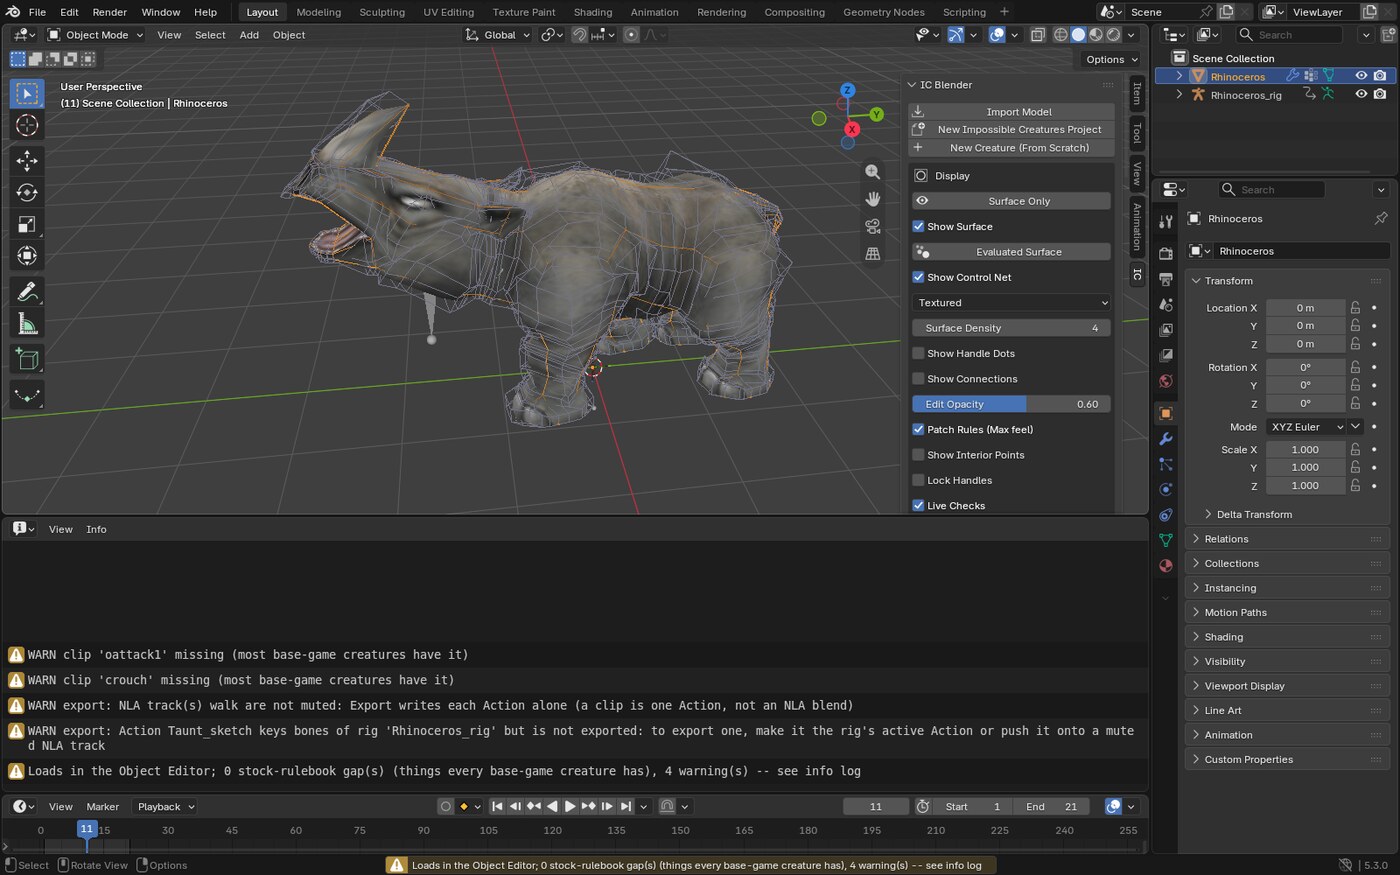 File Edit Render Window Help Layout Modeling Sculpting UV Editing Texture Paint Shading Animation Rendering Compositing Geometry Nodes Scripting + Scene ViewLayer
Object Mode View Select Add Object Global
Options
Search
Scene Collection
Rhinoceros
Rhinoceros_rig
User Perspective
(11) Scene Collection | Rhinoceros
Z
Y
X
IC Blender
Import Model
New Impossible Creatures Project
New Creature (From Scratch)
Display
Surface Only
Show Surface
Evaluated Surface
Show Control Net
Textured
Surface Density 4
Show Handle Dots
Show Connections
Edit Opacity 0.60
Patch Rules (Max feel)
Show Interior Points
Lock Handles
Live Checks
Item
Tool
View
Animation
IC
Search
Rhinoceros
Rhinoceros
Transform
Location X 0 m
Y 0 m
Z 0 m
Rotation X 0°
Y 0°
Z 0°
Mode XYZ Euler
Scale X 1.000
Y 1.000
Z 1.000
Delta Transform
Relations
Collections
Instancing
Motion Paths
Shading
Visibility
Viewport Display
Line Art
Animation
Custom Properties
View Info
WARN clip 'oattack1' missing (most base-game creatures have it)
WARN clip 'crouch' missing (most base-game creatures have it)
WARN export: NLA track(s) walk are not muted: Export writes each Action alone (a clip is one Action, not an NLA blend)
WARN export: Action Taunt_sketch keys bones of rig 'Rhinoceros_rig' but is not exported: to export one, make it the rig's active Action or push it onto a mute
d NLA track
Loads in the Object Editor; 0 stock-rulebook gap(s) (things every base-game creature has), 4 warning(s) -- see info log
View Marker Playback 11 Start 1 End 21
0 11 15 30 45 60 75 90 105 120 135 150 165 180 195 210 225 240 255
Select Rotate View Options Loads in the Object Editor; 0 stock-rulebook gap(s) (things every base-game creature has), 4 warning(s) -- see info log 5.3.0